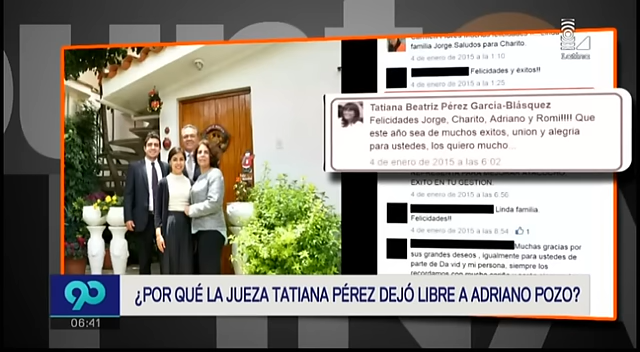 familia Jorge Saludos para Charito.
4 de enero de 2015 a la 1:10
Felicidades y éxitos!!
4 de enero de 2015 a la 1:25
Tatiana Beatriz Pérez García-Blásquez
Felicidades Jorge, Charito, Adriano y Romi!!!! Que
este año sea de muchos exitos, union y alegria
para ustedes, los quiero mucho...
4 de enero de 2015 a las 6:02
EXITO EN TU GESTION.
4 de enero de 2015 a las 6:56
Linda familia
Felicidades!!
4 de enero de 2015 a las 8:54 1
Muchas gracias por
sus grandes deseos , igualmente para ustedes de
parte de Da vid y mi persona, siempre los
90
¿POR QUÉ LA JUEZA TATIANA PÉREZ DEJÓ LIBRE A ADRIANO POZO?
06:41
Latina